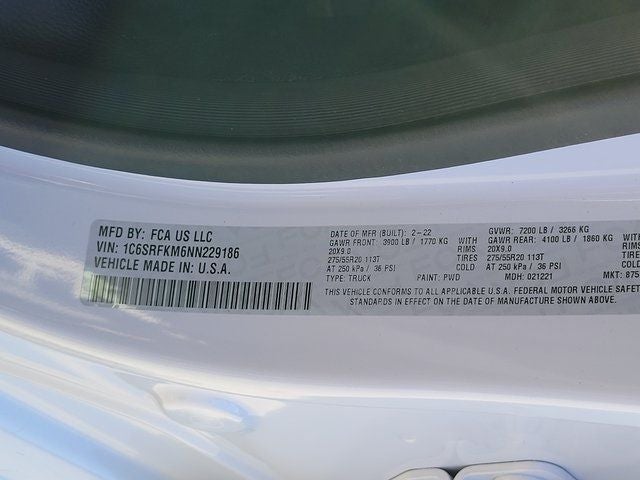 MFD BY: FCA US LLC
VIN: 1C6SRFKM6NN229186
VEHICLE MADE IN: U.S.A.
DATE OF MFR (BUILT): 2-22
GAWR FRONT: 3900 LB / 1770 KG WITH
20X9.0 RIMS
275/55R20 113T TIRES
AT 250 kPa / 36 PSI COLD
TYPE: TRUCK PAINT: PWD
GVWR: 7200 LB / 3266 KG
GAWR REAR: 4100 LB / 1860 KG WITH
20X9.0 RIMS
275/55R20 113T TIRE
AT 250 kPa / 36 PSI COLD
MDH: 021221 MKT: 875
THIS VEHICLE CONFORMS TO ALL APPLICABLE U.S.A. FEDERAL MOTOR VEHICLE SAFET
STANDARDS IN EFFECT ON THE DATE OF MANUFACTURE SHOWN ABOVE.